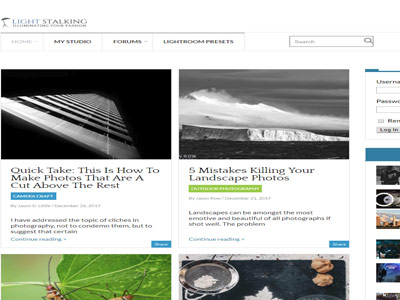 LIGHT STALKING
ILLUMINATING YOUR PASSION
HOME
MY STUDIO
FORUMS
LIGHTROOM PRESETS
Search
Quick Take: This Is How To
Make Photos That Are A
Cut Above The Rest
CAMERA CRAFT
/ December 26, 2017
I have addressed the topic of cliches in
photography, not to condemn them, but to
suggest that certain
Continue reading »
Share
5 Mistakes Killing Your
Landscape Photos
OUTDOOR PHOTOGRAPHY
By Jason Row / December 25, 2017
Landscapes can be amongst the most
emotive and beautiful of all photographs if
shot well. The problem
Continue reading »
Share
Userna
Passwo
Ren
Log In